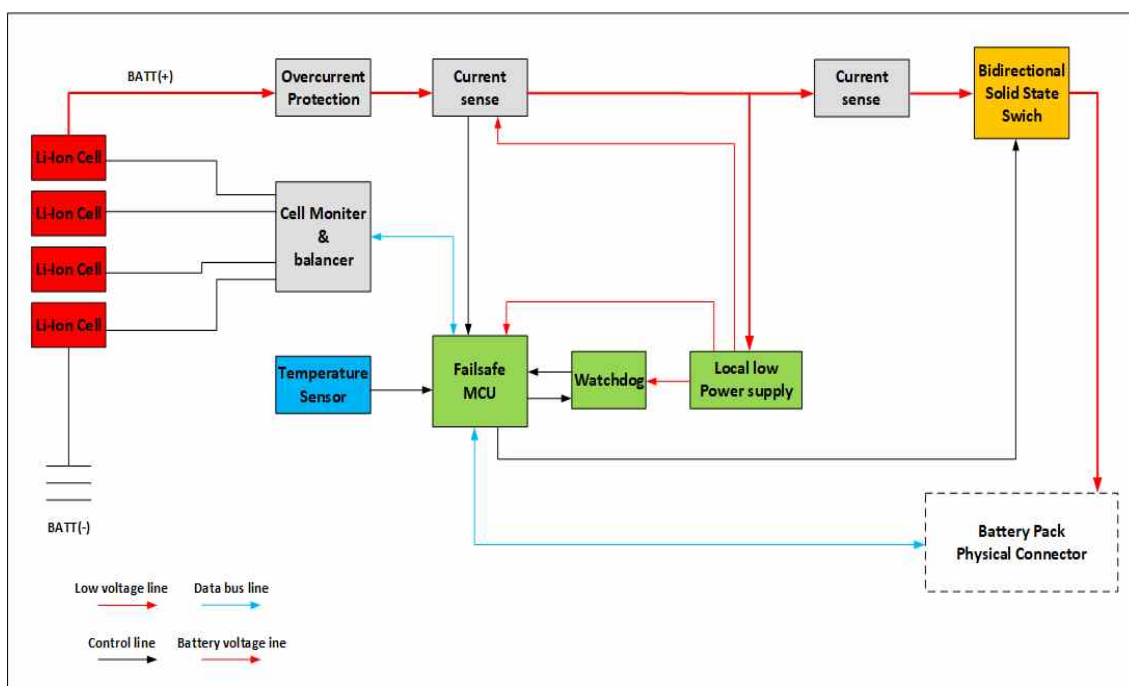 BATT(+)
Overcurrent
Protection
Current
sense
Current
sense
Bidirectional
Solid State
Swich
Li-Ion Cell
Li-Ion Cell
Li-Ion Cell
Li-Ion Cell
Cell Moniter
&
balancer
Temperature
Sensor
Failsafe
MCU
Watchdog
Local low
Power supply
BATT(-)
Battery Pack
Physical Connector
Low voltage line
Data bus line
Control line
Battery voltage ine